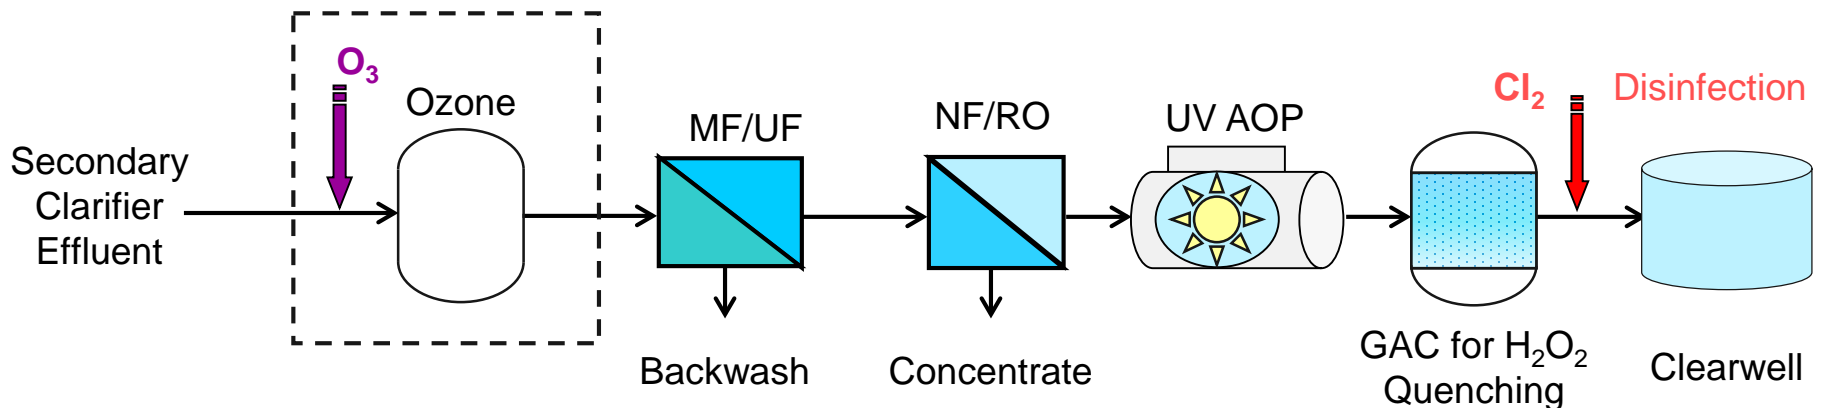 O₃
Ozone
Secondary
Clarifier
Effluent
MF/UF
Backwash
NF/RO
Concentrate
UV AOP
GAC for H₂O₂
Quenching
Cl₂ Disinfection
Clearwell